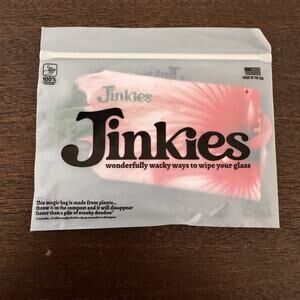 100%
MADE IN THE USA
Jinkies
Jinkies
wonderfully wacky ways to wipe your glass
This magic bag is made from plants...
throw it in the compost and it will disappear
faster than a pile of scooby doodoo*